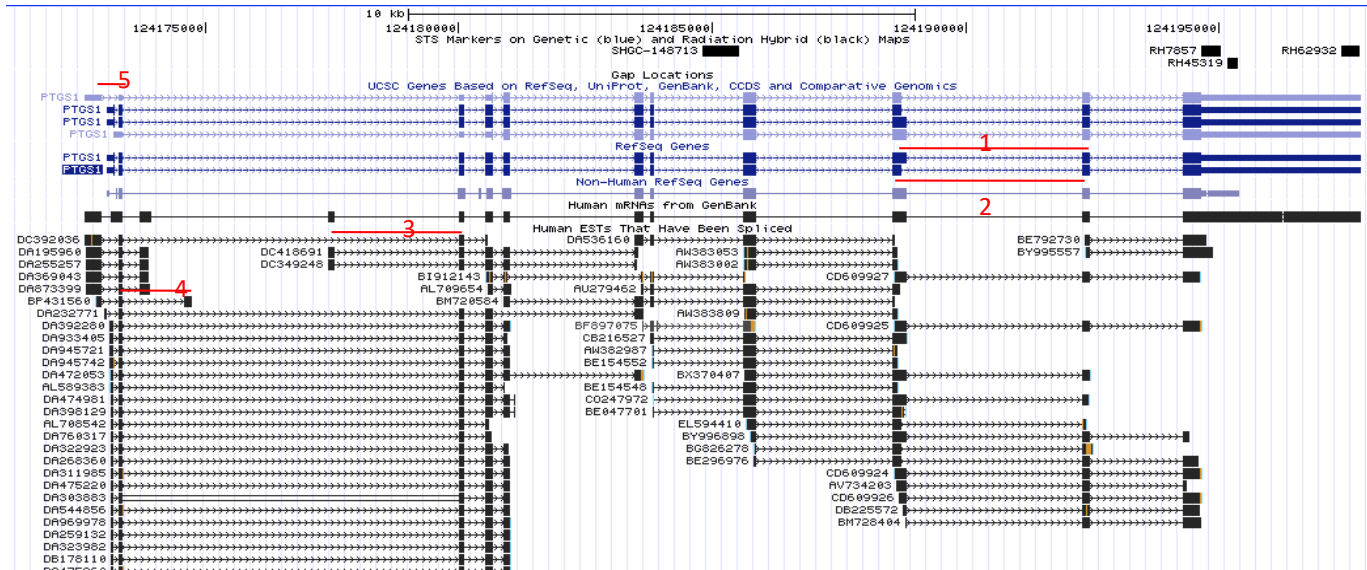 10 kb
124175000 124180000 124185000 124190000 124195000
STS Markers on Genetic (blue) and Radiation Hybrid (black) Maps
SHGC-148713 RH7857 RH62932
RH45319
Gap Locations
5
UCSC Genes Based on RefSeq, UniProt, GenBank, CCDS and Comparative Genomics
PTGS1
PTGS1
PTGS1
PTGS1
RefSeq Genes
1
PTGS1
PTGS1
Non-Human RefSeq Genes
Human mRNAs from GenBank
2
3
Human ESTs That Have Been Spliced
DC392036 DA536160 BE792730
DA195960 DC418691 AW383053 BY995557
DA255257 DC349248 AW383002
DA369043 BI912143 CD609927
DA873399 4 AL709654 AU279462
BP431560 BM720584
DA232771 AW383809
DA392280 BF897075 CD609925
DA933405 CB216527
DA945721 AW382987
DA945742 BE154552
DA472053 BX370407
AL589383 BE154548
DA474981 CO247972
DA398129 BE047701
AL708542 EL594410
DA760317 BY996898
DA322923 BG826278
DA268360 BE296976
DA311985 CD609924
DA475220 AV734203
DA303883 CD609926
DA544856 DB225572
DA969978 BM728404
DA259132
DA323982
DB178110